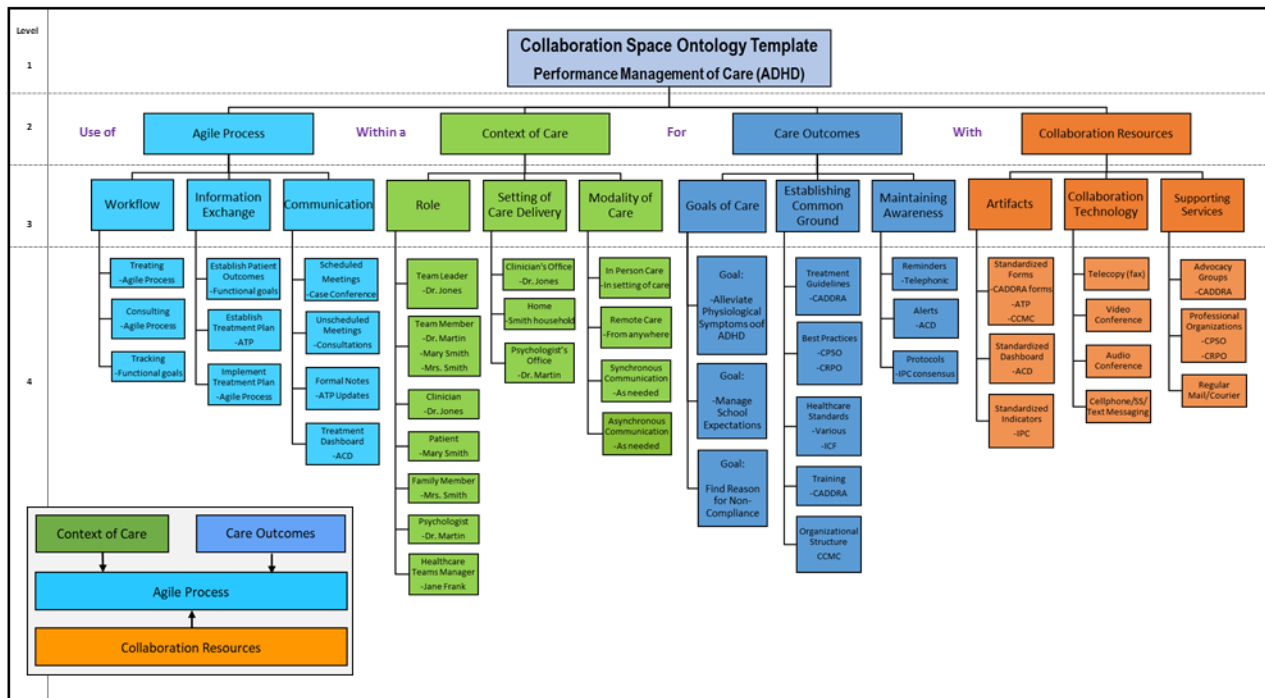 Level
1
Collaboration Space Ontology Template
Performance Management of Care (ADHD)
2
Use of
Agile Process
Within a
Context of Care
For
Care Outcomes
With
Collaboration Resources
3
Workflow
Information
Exchange
Communication
Role
Setting of
Care Delivery
Modality of
Care
Goals of Care
Establishing
Common
Ground
Maintaining
Awareness
Artifacts
Collaboration
Technology
Supporting
Services
4
Treating
-Agile Process
Consulting
-Agile Process
Tracking
-Functional goals
Establish Patient
Outcomes
-Functional goals
Establish
Treatment Plan
-ATP
Implement
Treatment Plan
-Agile Process
Scheduled
Meetings
-Case Conference
Unscheduled
Meetings
-Consultations
Formal Notes
-ATP Updates
Treatment
Dashboard
-ACD
Team Leader
-Dr. Jones
Team Member
-Dr. Martin
-Mary Smith
-Mrs. Smith
Clinician
-Dr. Jones
Patient
-Mary Smith
Family Member
-Mrs. Smith
Psychologist
-Dr. Martin
Healthcare
Teams Manager
-Jane Frank
Clinician's Office
-Dr. Jones
Home
-Smith household
Psychologist's
Office
-Dr. Martin
In Person Care
-In setting of care
Remote Care
-From anywhere
Synchronous
Communication
-As needed
Asynchronous
Communication
-As needed
Goal:
-Alleviate
Physiological
Symptoms oof
ADHD
Goal:
-Manage
School
Expectations
Goal:
Find Reason
for Non-
Compliance
Treatment
Guidelines
-CADDRA
Best Practices
-CPSO
-CRPO
Healthcare
Standards
-Various
-ICF
Training
-CADDRA
Organizational
Structure
CCMC
Reminders
-Telephonic
Alerts
-ACD
Protocols
-IPC consensus
Standardized
Forms
-CADDRA forms
-ATP
-CCMC
Standardized
Dashboard
-ACD
Standardized
Indicators
-IPC
Telecopy (fax)
Video
Conference
Audio
Conference
Cellphone/SS/
Text Messaging
Advocacy
Groups
-CADDRA
Professional
Organizations
-CPSO
-CRPO
Regular
Mail/Courier
Context of Care
Care Outcomes
Agile Process
Collaboration Resources